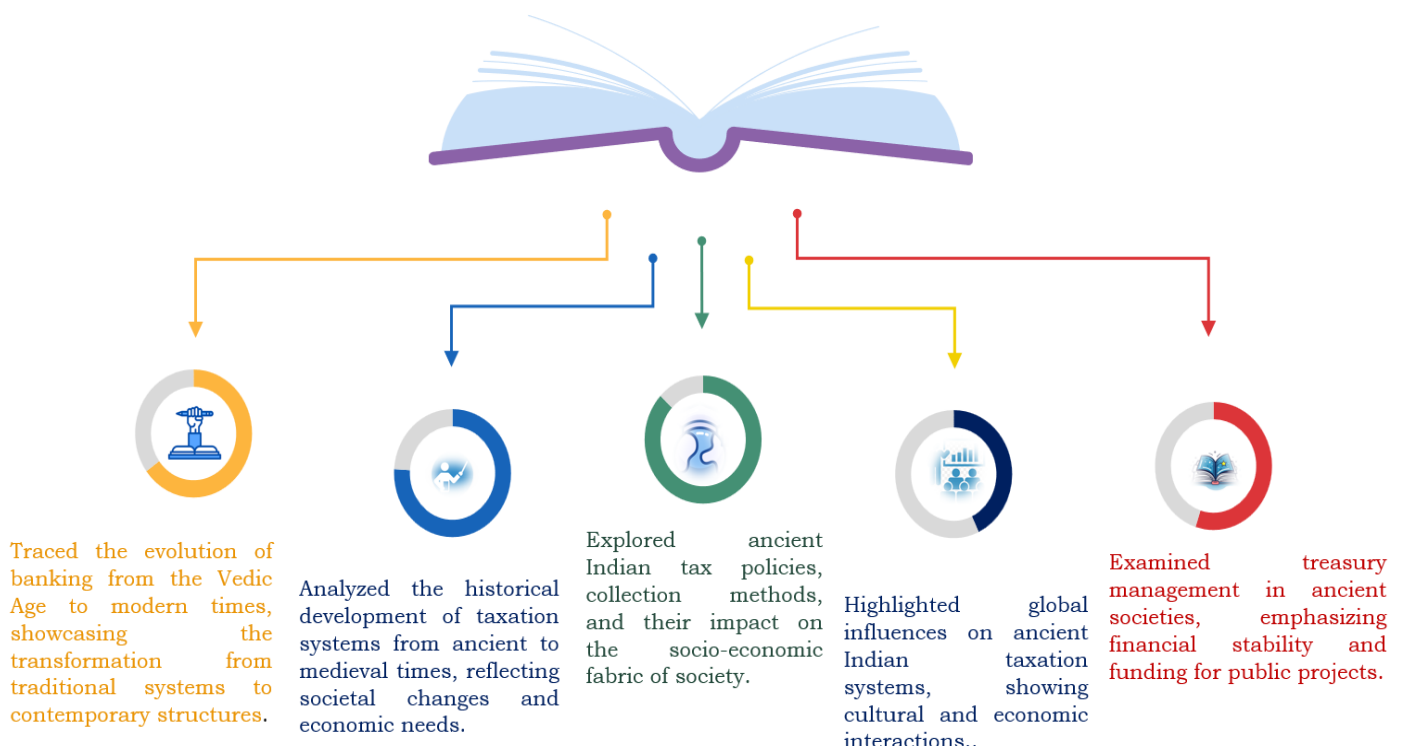 Traced the evolution of
banking from the Vedic
Age to modern times,
showcasing the
transformation from
traditional systems to
contemporary structures.
Analyzed the historical
development of taxation
systems from ancient to
medieval times, reflecting
societal changes and
economic needs.
Explored ancient
Indian tax policies,
collection methods,
and their impact on
the socio-economic
fabric of society.
Highlighted global
influences on ancient
Indian taxation
systems, showing
cultural and economic
interactions..
Examined treasury
management in ancient
societies, emphasizing
financial stability and
funding for public projects.